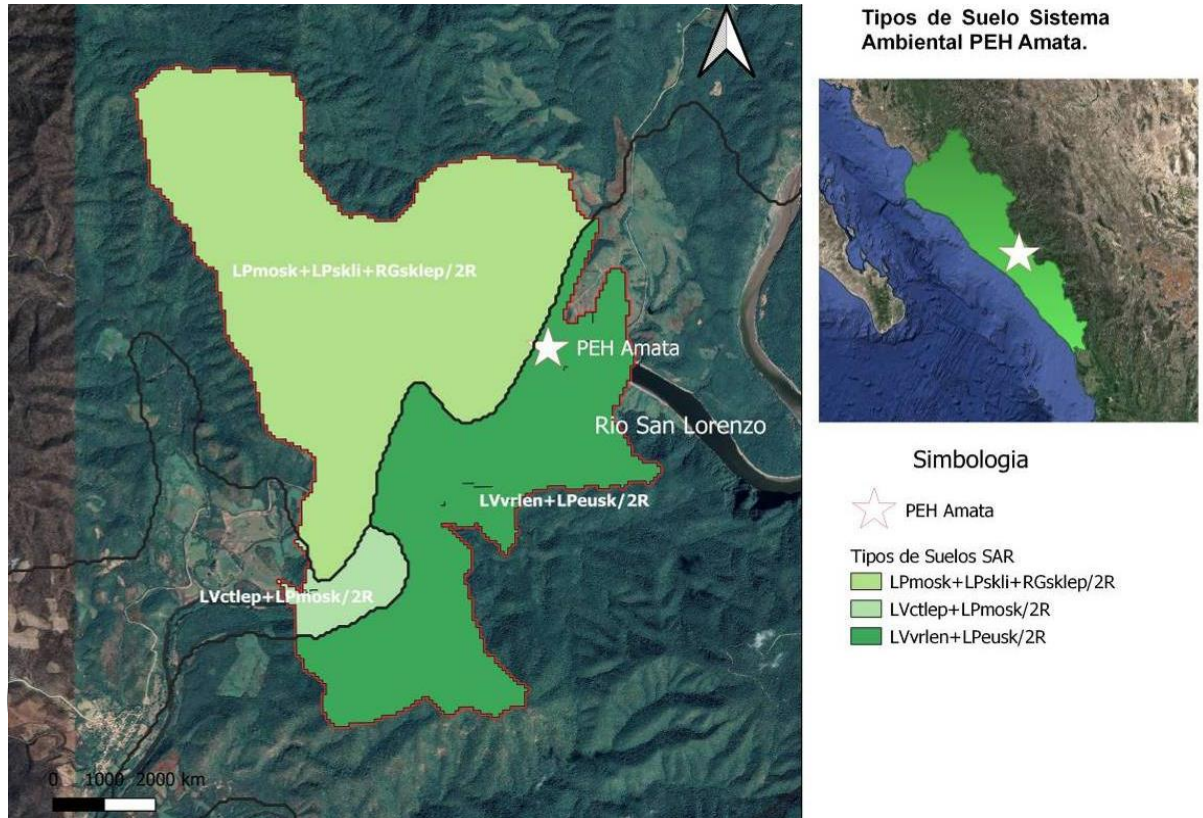 Tipos de Suelo Sistema
Ambiental PEH Amata.
LPmosk+LPskli+RGsklep/2R
PEH Amata
Río San Lorenzo
LVvrlen+LPeusk/2R
LVctlep+LPmosk/2R
0 1000 2000 km
Simbologia
PEH Amata
Tipos de Suelos SAR
LPmosk+LPskli+RGsklep/2R
LVctlep+LPmosk/2R
LVvrlen+LPeusk/2R